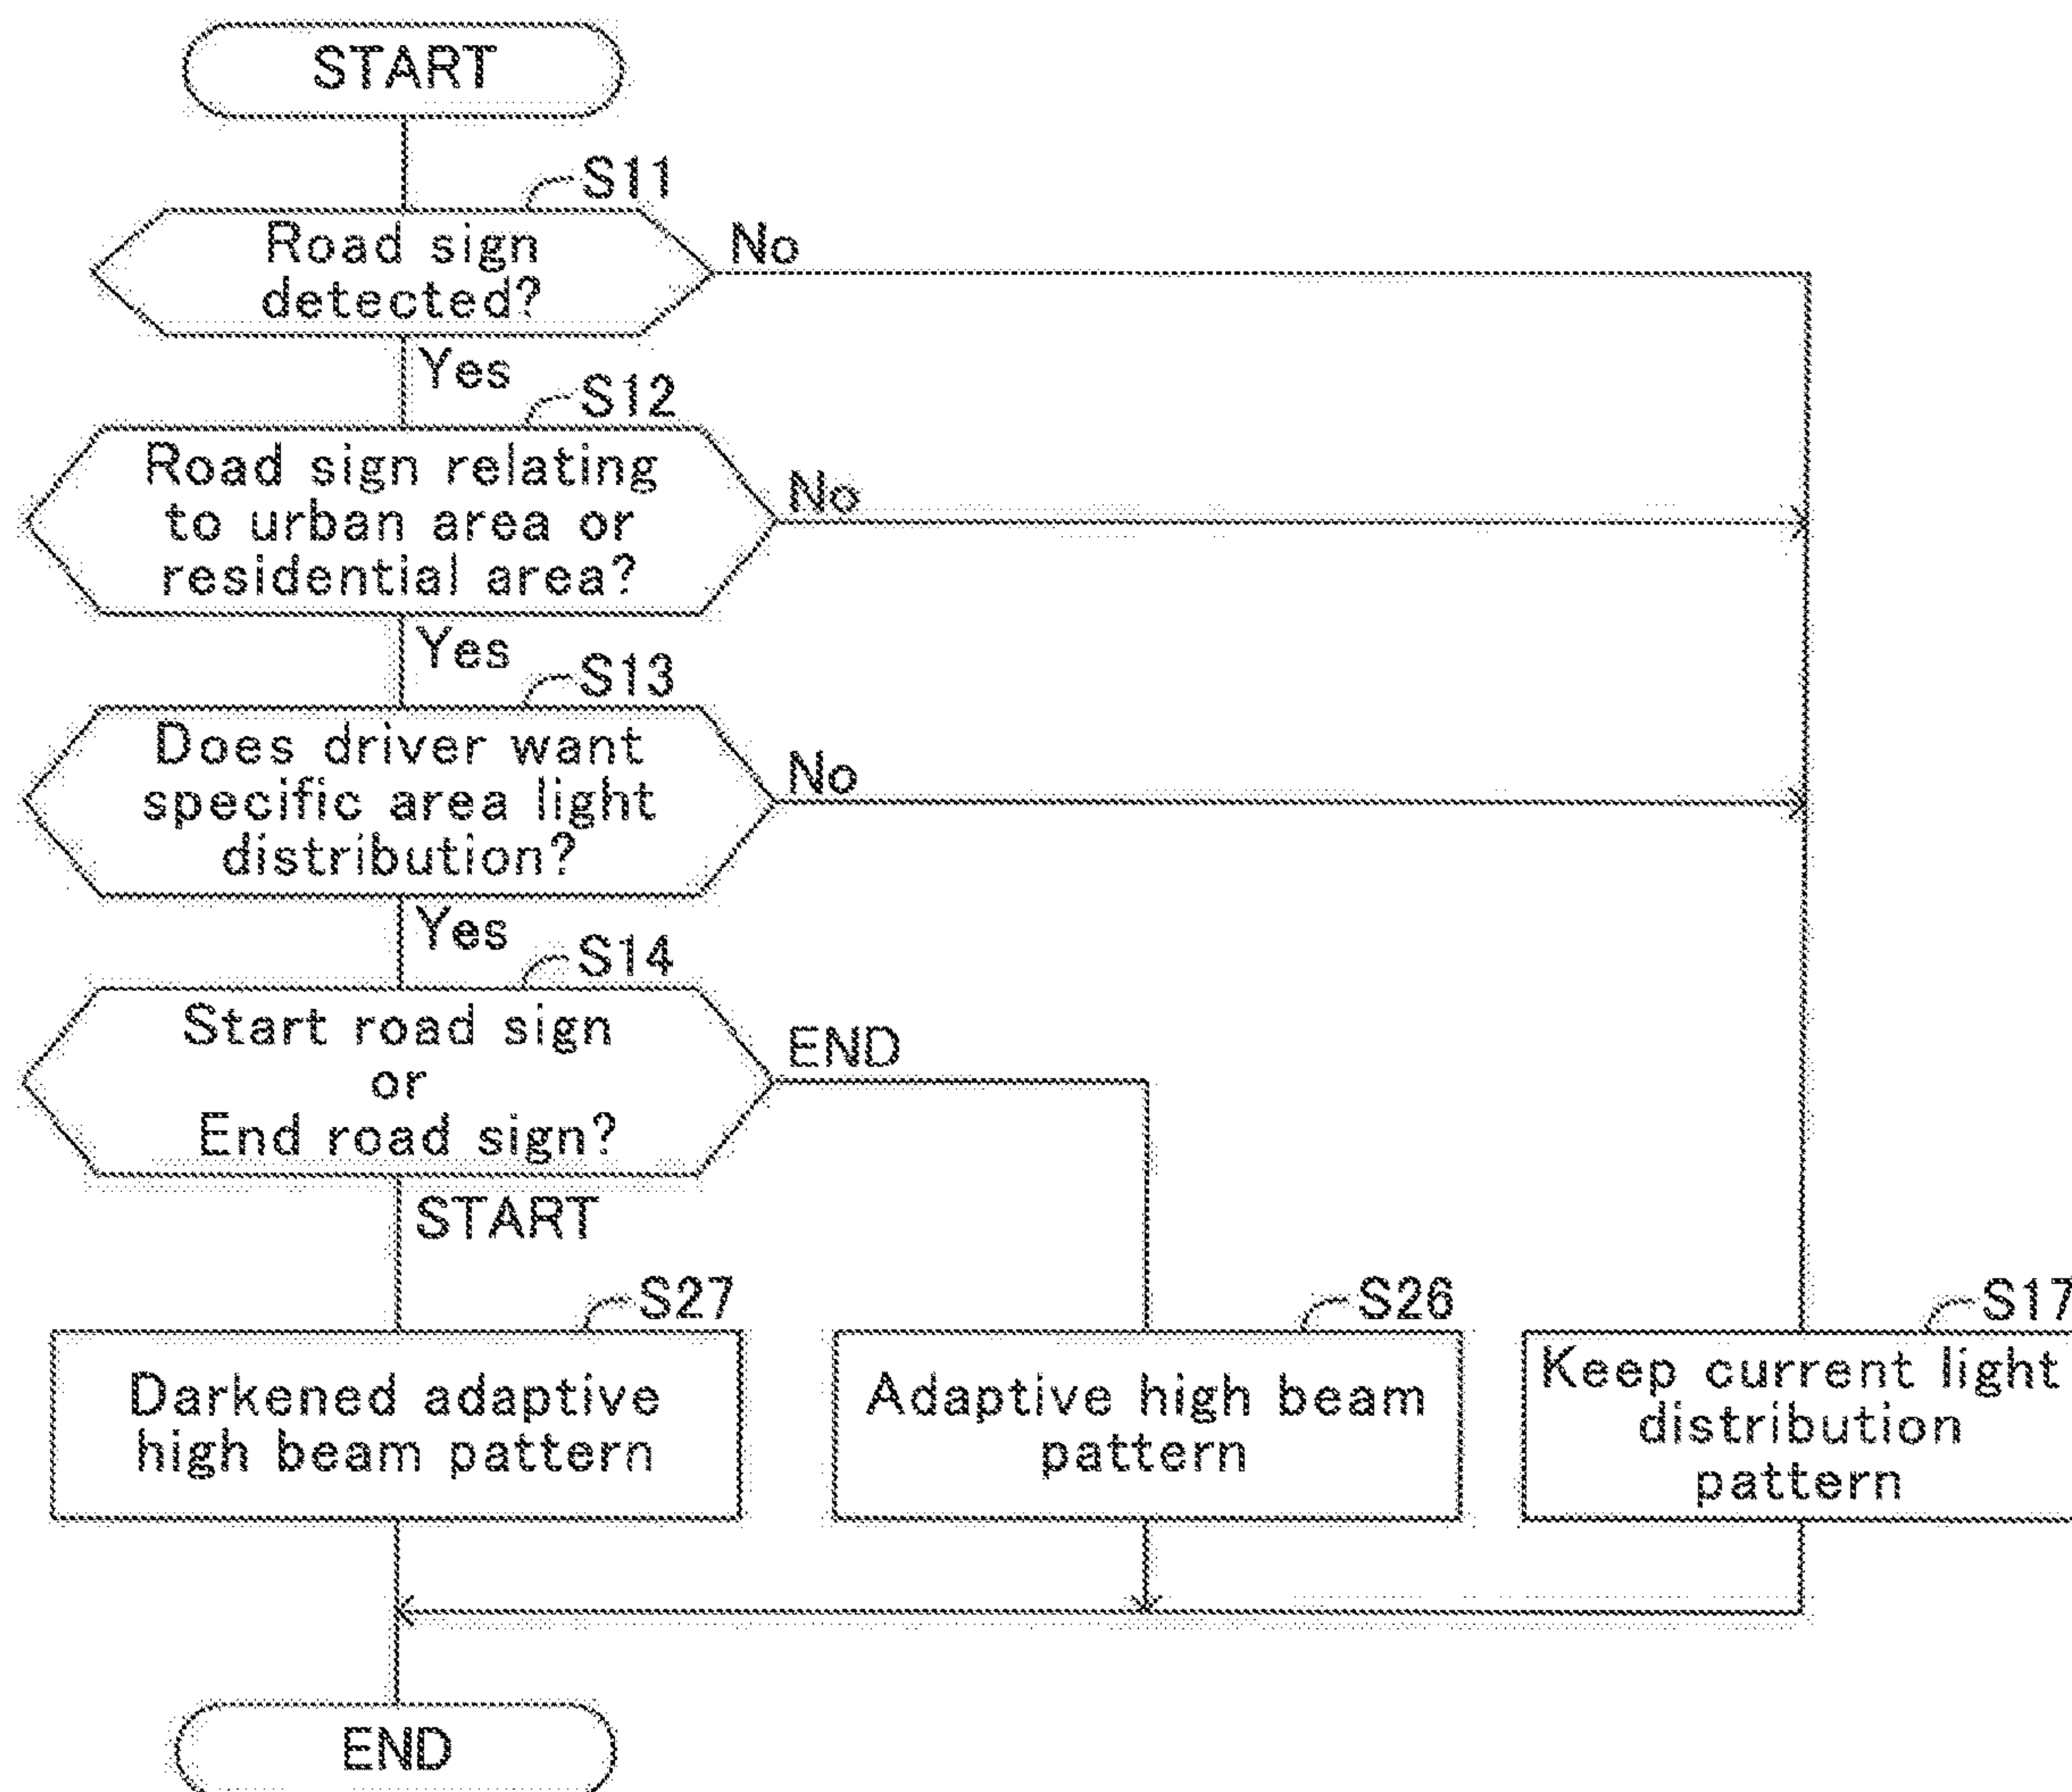 START
S11
Road sign
detected?
No
Yes
S12
Road sign relating
to urban area or
residential area?
No
Yes
S13
Does driver want
specific area light
distribution?
No
Yes
S14
Start road sign
or
End road sign?
END
START
S27
Darkened adaptive
high beam pattern
S26
Adaptive high beam
pattern
S17
Keep current light
distribution
pattern
END